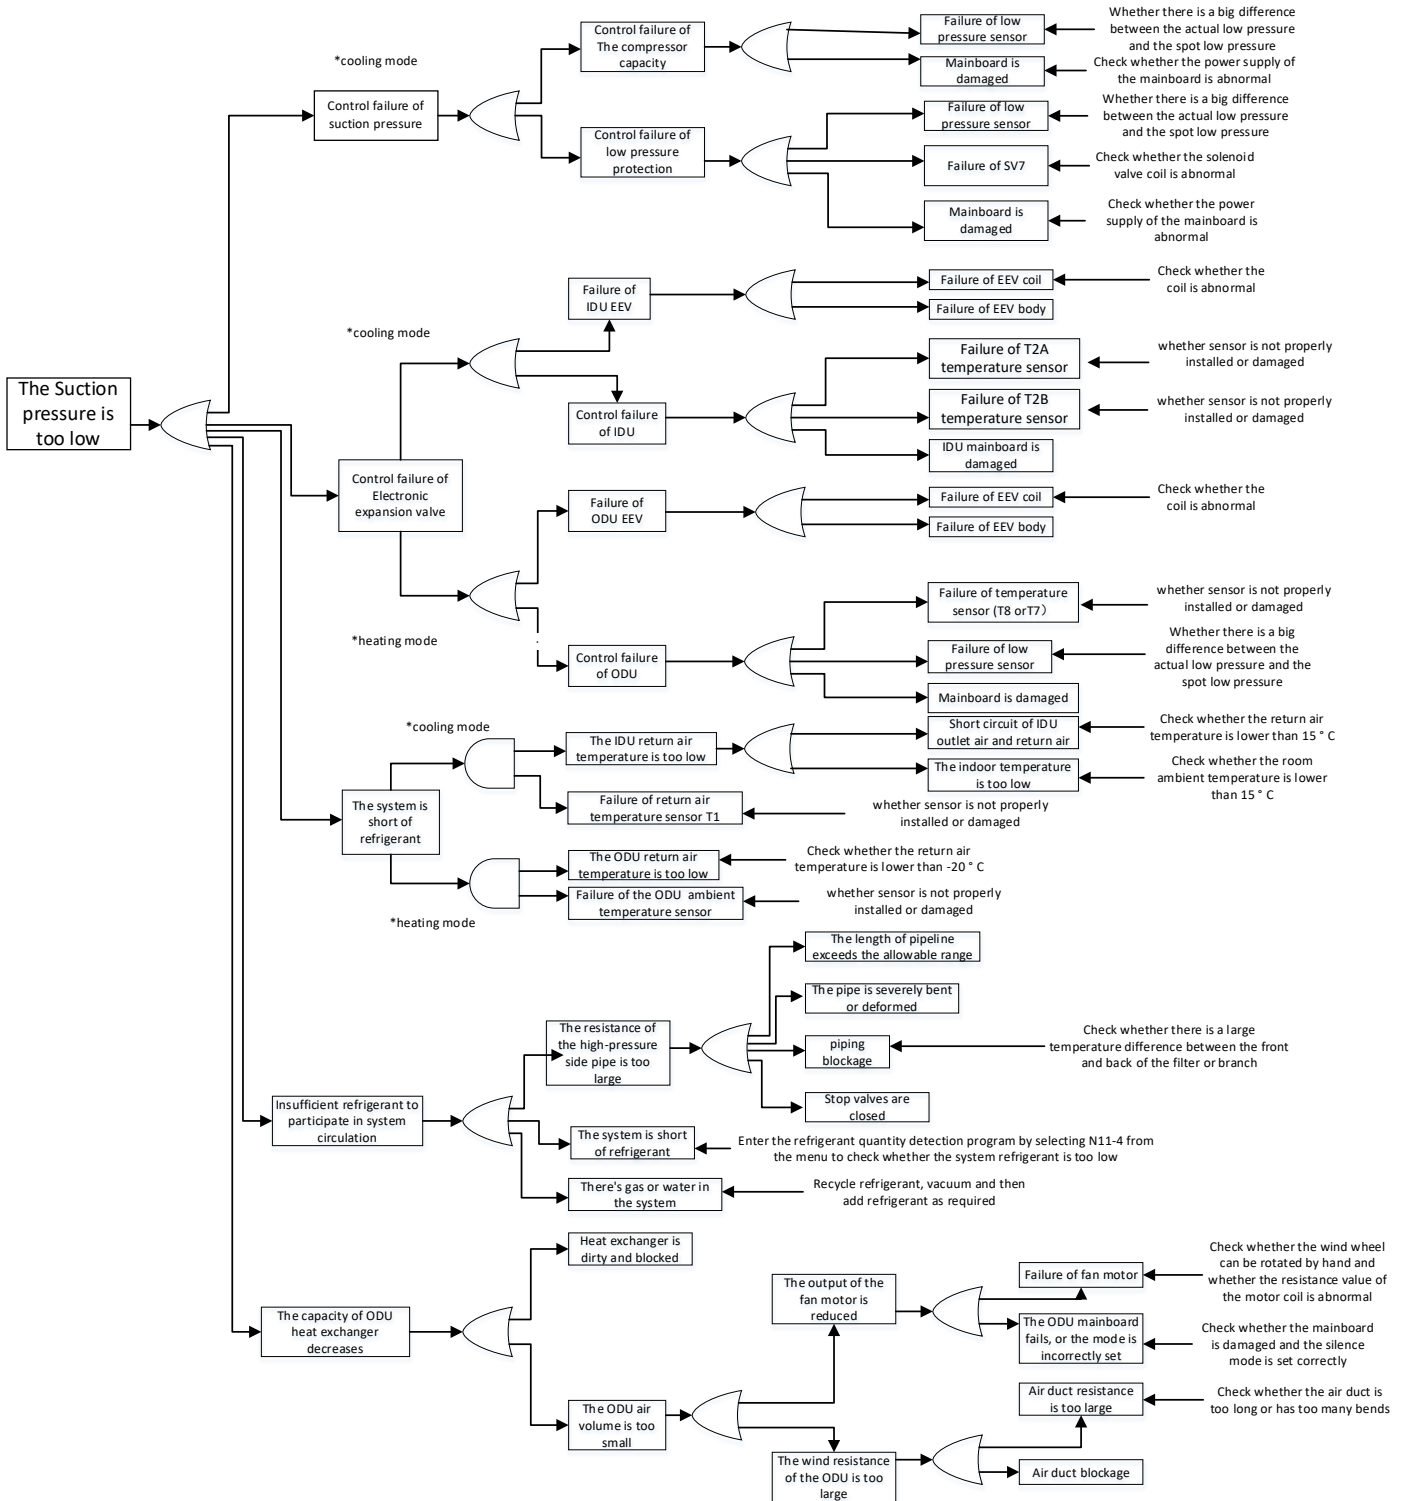 The Suction
pressure is
too low
*cooling mode
Control failure of
suction pressure
Control failure of
The compressor
capacity
Failure of low
pressure sensor
Whether there is a big difference
between the actual low pressure
and the spot low pressure
Mainboard is
damaged
Check whether the power supply of
the mainboard is abnormal
Control failure of
low pressure
protection
Failure of low
pressure sensor
Whether there is a big difference
between the actual low pressure
and the spot low pressure
Failure of SV7
Check whether the solenoid
valve coil is abnormal
Mainboard is
damaged
Check whether the power
supply of the mainboard is
abnormal
*cooling mode
Control failure of
Electronic
expansion valve
Failure of
IDU EEV
Failure of EEV coil
Check whether the
coil is abnormal
Failure of EEV body
Control failure
of IDU
Failure of T2A
temperature sensor
whether sensor is not properly
installed or damaged
Failure of T2B
temperature sensor
whether sensor is not properly
installed or damaged
IDU mainboard is
damaged
*heating mode
Failure of
ODU EEV
Failure of EEV coil
Check whether the
coil is abnormal
Failure of EEV body
Control failure
of ODU
Failure of temperature
sensor (T8 orT7）
whether sensor is not properly
installed or damaged
Failure of low
pressure sensor
Whether there is a big
difference between the
actual low pressure and the
spot low pressure
Mainboard is damaged
*cooling mode
The system is
short of
refrigerant
The IDU return air
temperature is too low
Short circuit of IDU
outlet air and return air
Check whether the return air
temperature is lower than 15 ° C
The indoor temperature
is too low
Check whether the room
ambient temperature is lower
than 15 ° C
Failure of return air
temperature sensor T1
whether sensor is not properly
installed or damaged
*heating mode
The ODU return air
temperature is too low
Check whether the return air
temperature is lower than -20 ° C
Failure of the ODU ambient
temperature sensor
whether sensor is not properly
installed or damaged
Insufficient refrigerant to
participate in system
circulation
The resistance of
the high-pressure
side pipe is too
large
The length of pipeline
exceeds the allowable range
The pipe is severely bent
or deformed
piping
blockage
Check whether there is a large
temperature difference between the front
and back of the filter or branch
Stop valves are
closed
The system is short
of refrigerant
Enter the refrigerant quantity detection program by selecting N11-4 from
the menu to check whether the system refrigerant is too low
There's gas or water in
the system
Recycle refrigerant, vacuum and then
add refrigerant as required
The capacity of ODU
heat exchanger
decreases
Heat exchanger is
dirty and blocked
The ODU air
volume is too
small
The output of the
fan motor is
reduced
Failure of fan motor
Check whether the wind wheel
can be rotated by hand and
whether the resistance value of
the motor coil is abnormal
The ODU mainboard
fails, or the mode is
incorrectly set
Check whether the mainboard
is damaged and the silence
mode is set correctly
The wind resistance
of the ODU is too
large
Air duct resistance
is too large
Check whether the air duct is
too long or has too many bends
Air duct blockage